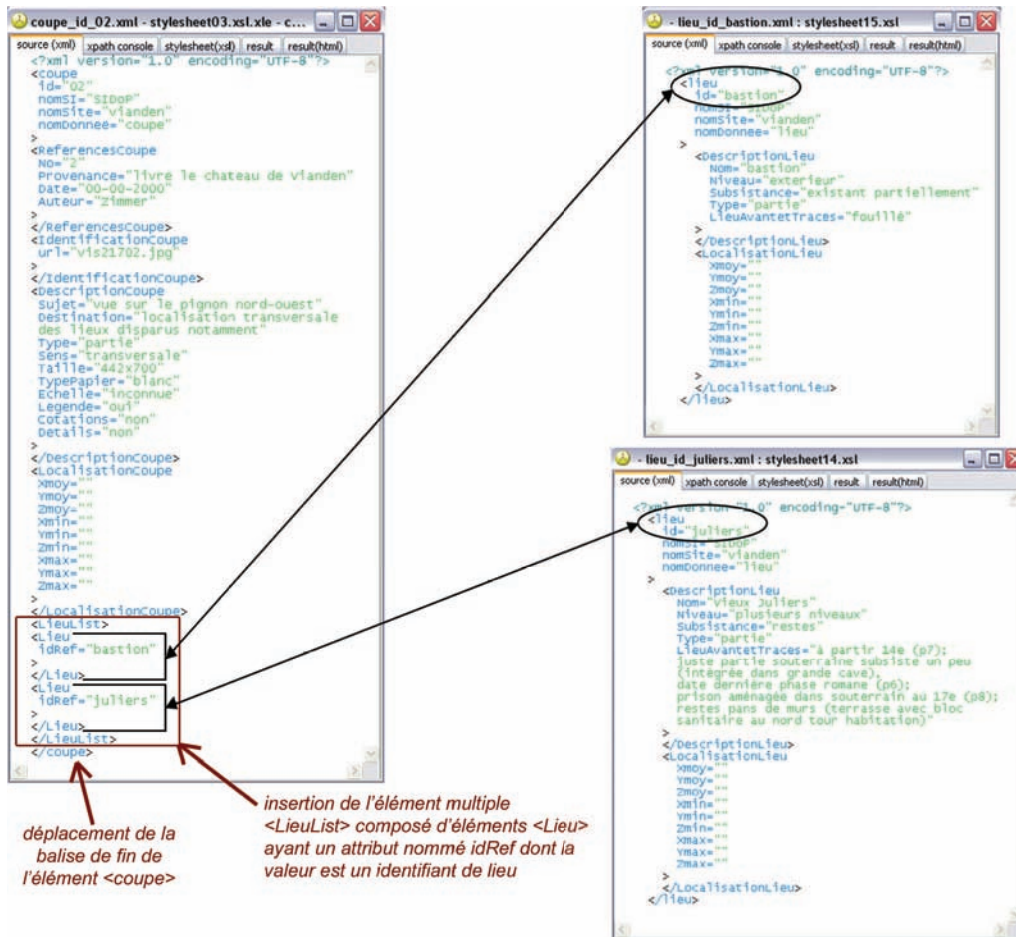 coupe_id_02.xml - stylesheet03.xsl.xle - c...
source (xml) xpath console stylesheet(xsl) result result(html)
<?xml version="1.0" encoding="UTF-8"?>
<coupe
id="02"
nomSI="SIDoP"
nomSite="vianden"
nomDonnee="coupe"
>
<ReferencesCoupe
No="2"
Provenance="livre le chateau de vianden"
Date="00-00-2000"
Auteur="Zimmer"
>
</ReferencesCoupe>
<IdentificationCoupe
url="vis21702.jpg"
>
</IdentificationCoupe>
<DescriptionCoupe
Sujet="vue sur le pignon nord-ouest"
Destination="localisation transversale
des lieux disparus notamment"
Type="partie"
Sens="transversale"
Taille="442x700"
TypePapier="blanc"
Echelle="inconnue"
Legende="oui"
Cotations="non"
Details="non"
>
</DescriptionCoupe>
<LocalisationCoupe
Xmoy=""
Ymoy=""
Zmoy=""
Xmin=""
Ymin=""
Zmin=""
Xmax=""
Ymax=""
Zmax=""
>
</LocalisationCoupe>
<LieuList>
<Lieu
idRef="bastion"
>
</Lieu>
<Lieu
idRef="juliers"
>
</Lieu>
</LieuList>
</coupe>
déplacement de la
balise de fin de
l'élément <coupe>
insertion de l'élément multiple
<LieuList> composé d'éléments <Lieu>
ayant un attribut nommé idRef dont la
valeur est un identifiant de lieu
- lieu_id_bastion.xml : stylesheet15.xsl
source (xml) xpath console stylesheet(xsl) result result(html)
<?xml version="1.0" encoding="UTF-8"?>
<lieu
id="bastion"
nomSI="SIDoP"
nomSite="vianden"
nomDonnee="lieu"
>
<DescriptionLieu
Nom="bastion"
Niveau="exterieur"
Subsistance="existant partiellement"
Type="partie"
LieuAvantetTraces="fouillé"
>
</DescriptionLieu>
<LocalisationLieu
Xmoy=""
Ymoy=""
Zmoy=""
Xmin=""
Ymin=""
Zmin=""
Xmax=""
Ymax=""
Zmax=""
>
</LocalisationLieu>
</lieu>
- lieu_id_juliers.xml : stylesheet14.xsl
source (xml) xpath console stylesheet(xsl) result result(html)
<?xml version="1.0" encoding="UTF-8"?>
<lieu
id="juliers"
nomSI="SIDoP"
nomSite="vianden"
nomDonnee="lieu"
>
<DescriptionLieu
Nom="Vieux Juliers"
Niveau="plusieurs niveaux"
Subsistance="restes"
Type="partie"
LieuAvantetTraces="à partir 14e (p7);
juste partie souterraine subsiste un peu
(intégrée dans grande cave),
date dernière phase romane (p6);
prison aménagée dans souterrain au 17e (p8);
restes pans de murs (terrasse avec bloc
sanitaire au nord tour habitation)"
>
</DescriptionLieu>
<LocalisationLieu
Xmoy=""
Ymoy=""
Zmoy=""
Xmin=""
Ymin=""
Zmin=""
Xmax=""
Ymax=""
Zmax=""
>
</LocalisationLieu>
</lieu>